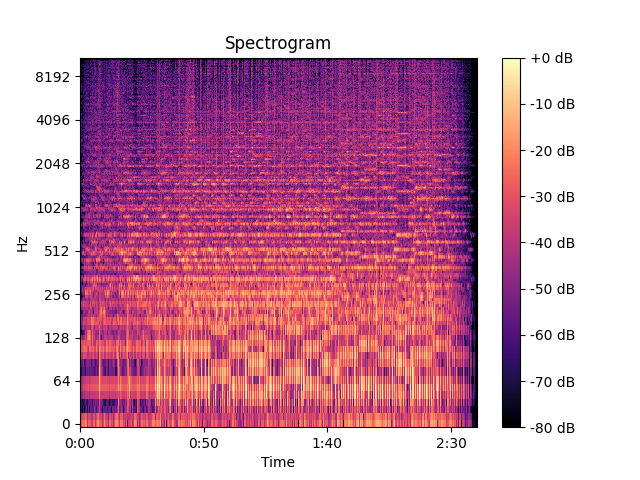 Spectrogram
8192
4096
2048
1024
512
256
128
64
0
Hz
0:00
0:50
1:40
2:30
Time
+0 dB
-10 dB
-20 dB
-30 dB
-40 dB
-50 dB
-60 dB
-70 dB
-80 dB